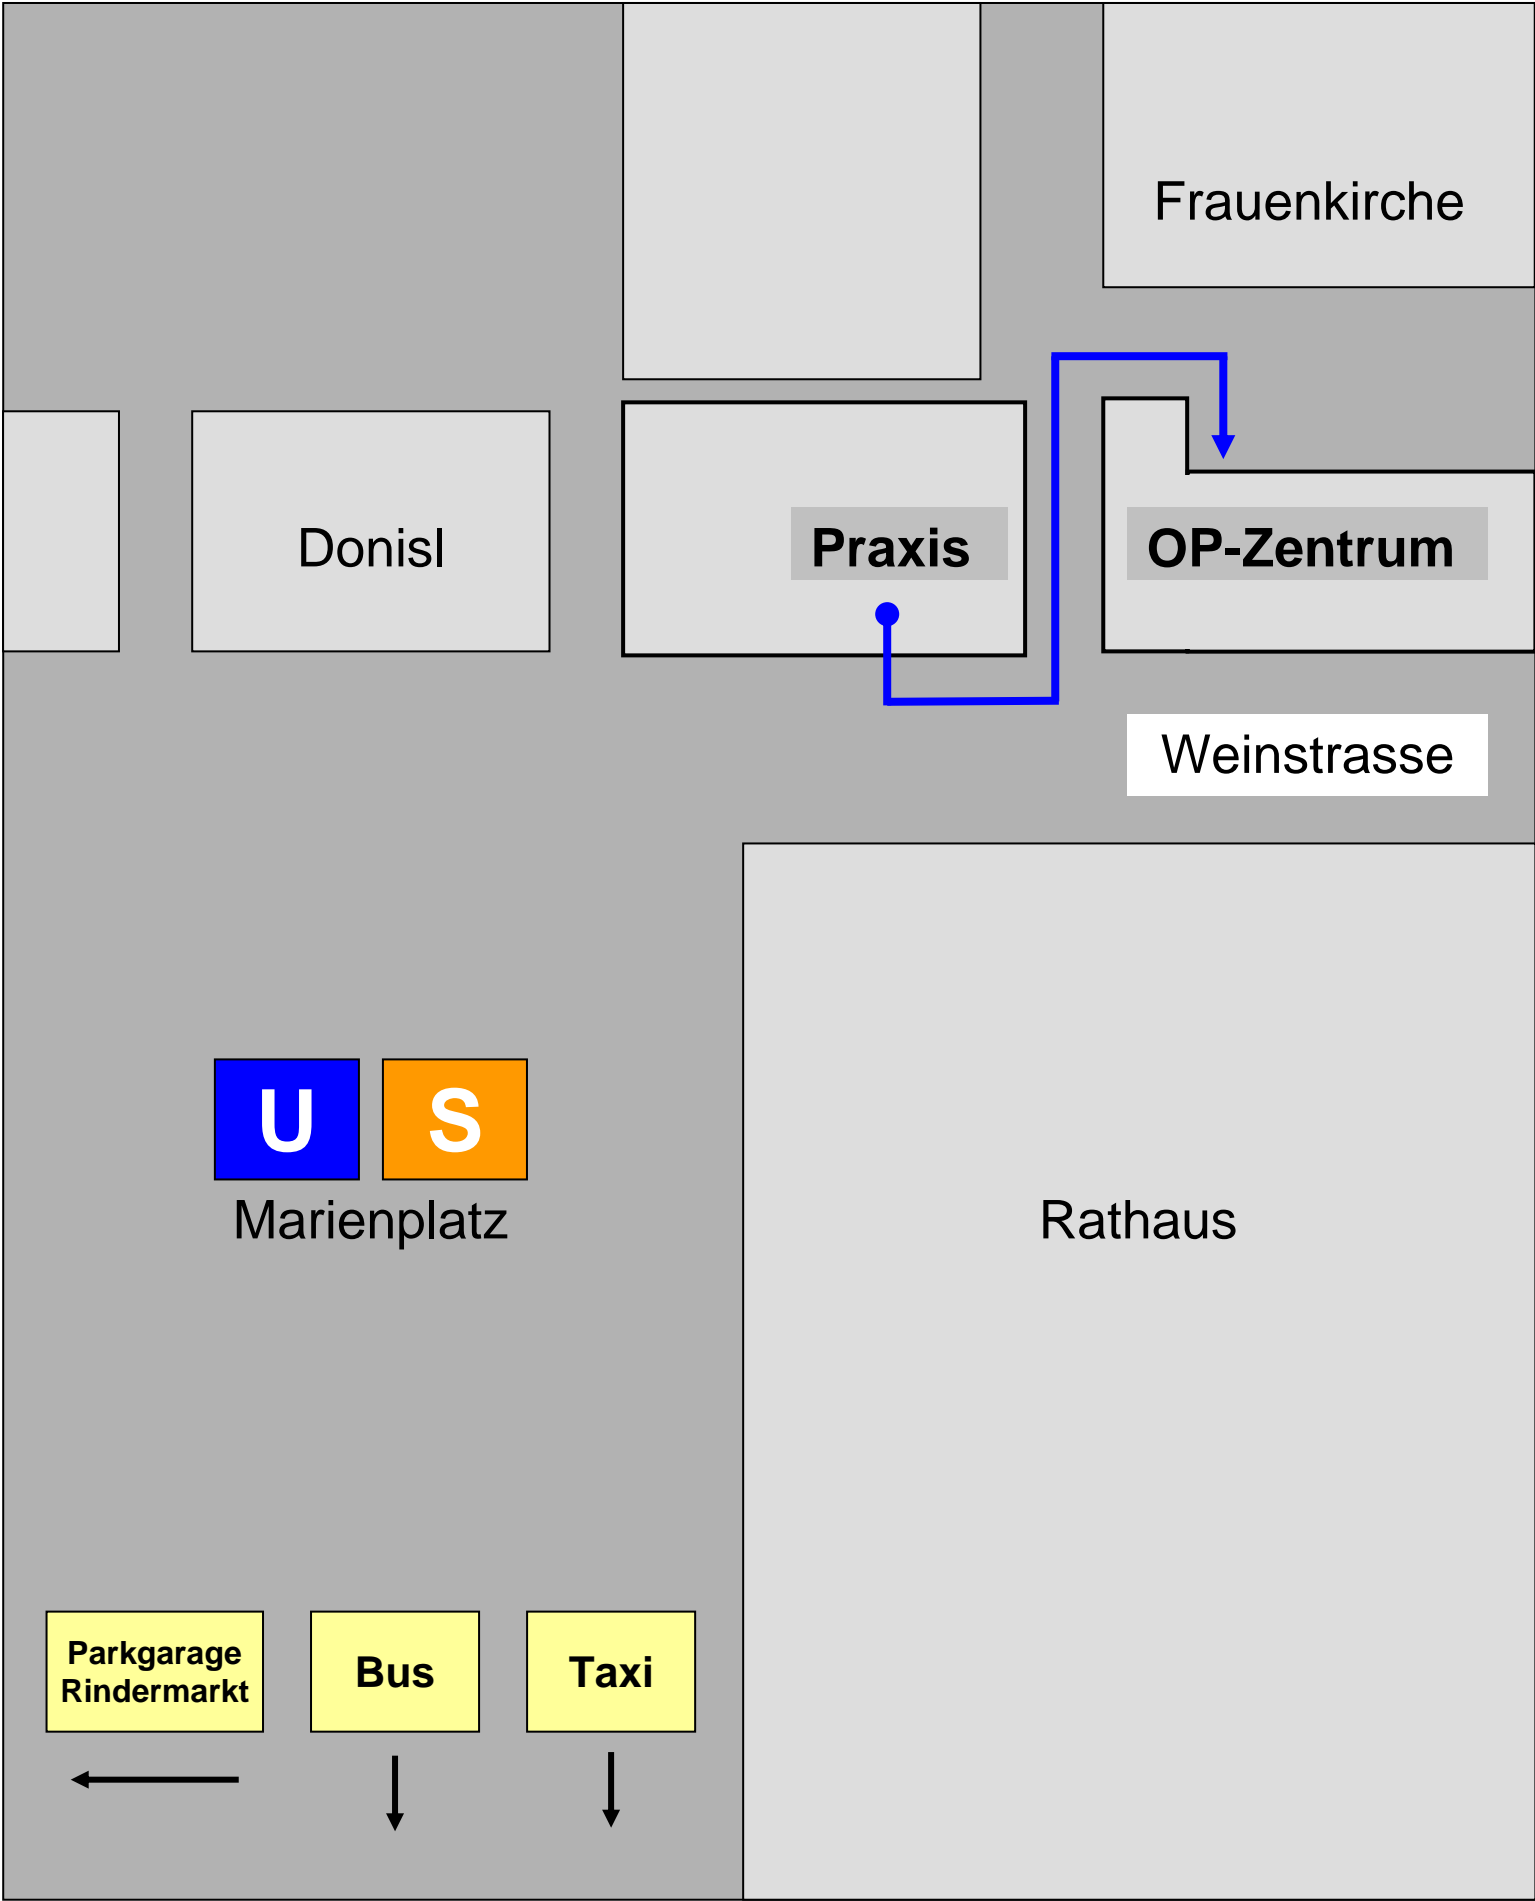 Frauenkirche
Donisl
Praxis
OP-Zentrum
Weinstrasse
U
S
Marienplatz
Rathaus
Parkgarage
Rindermarkt
Bus
Taxi